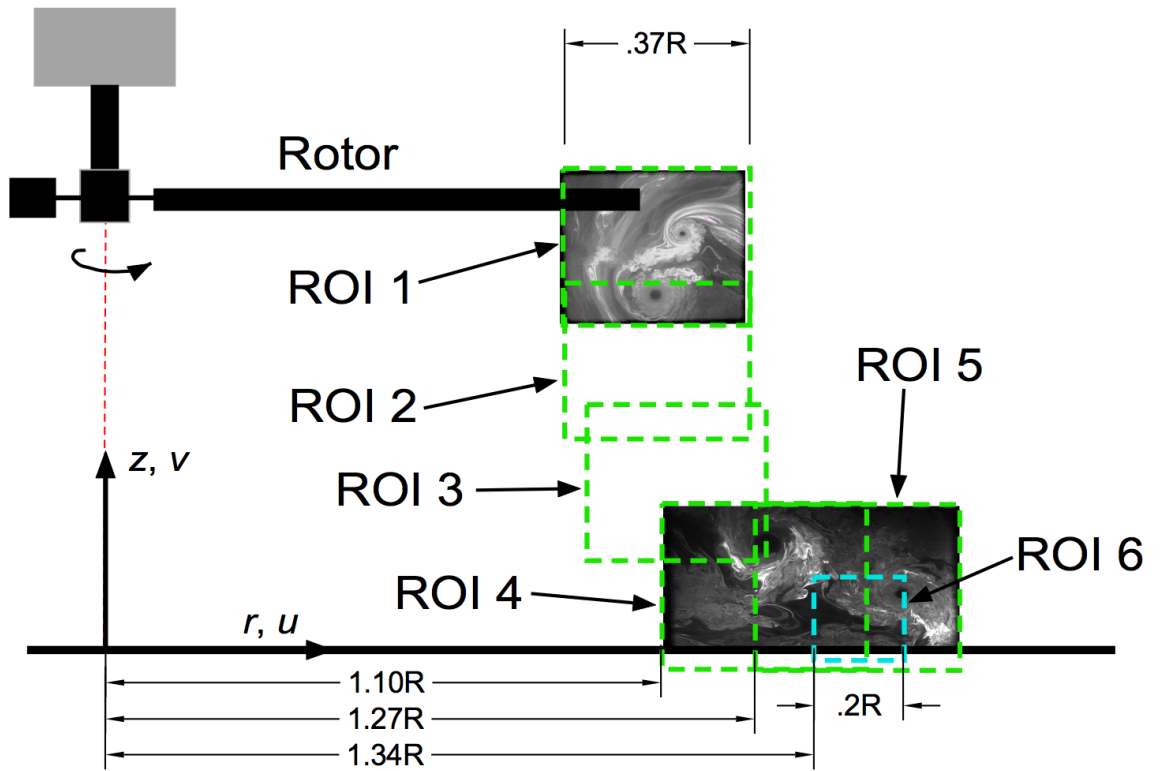 .37R
Rotor
ROI 1
ROI 2
ROI 5
z, v
ROI 3
ROI 6
ROI 4
r, u
1.10R
.2R
1.27R
1.34R